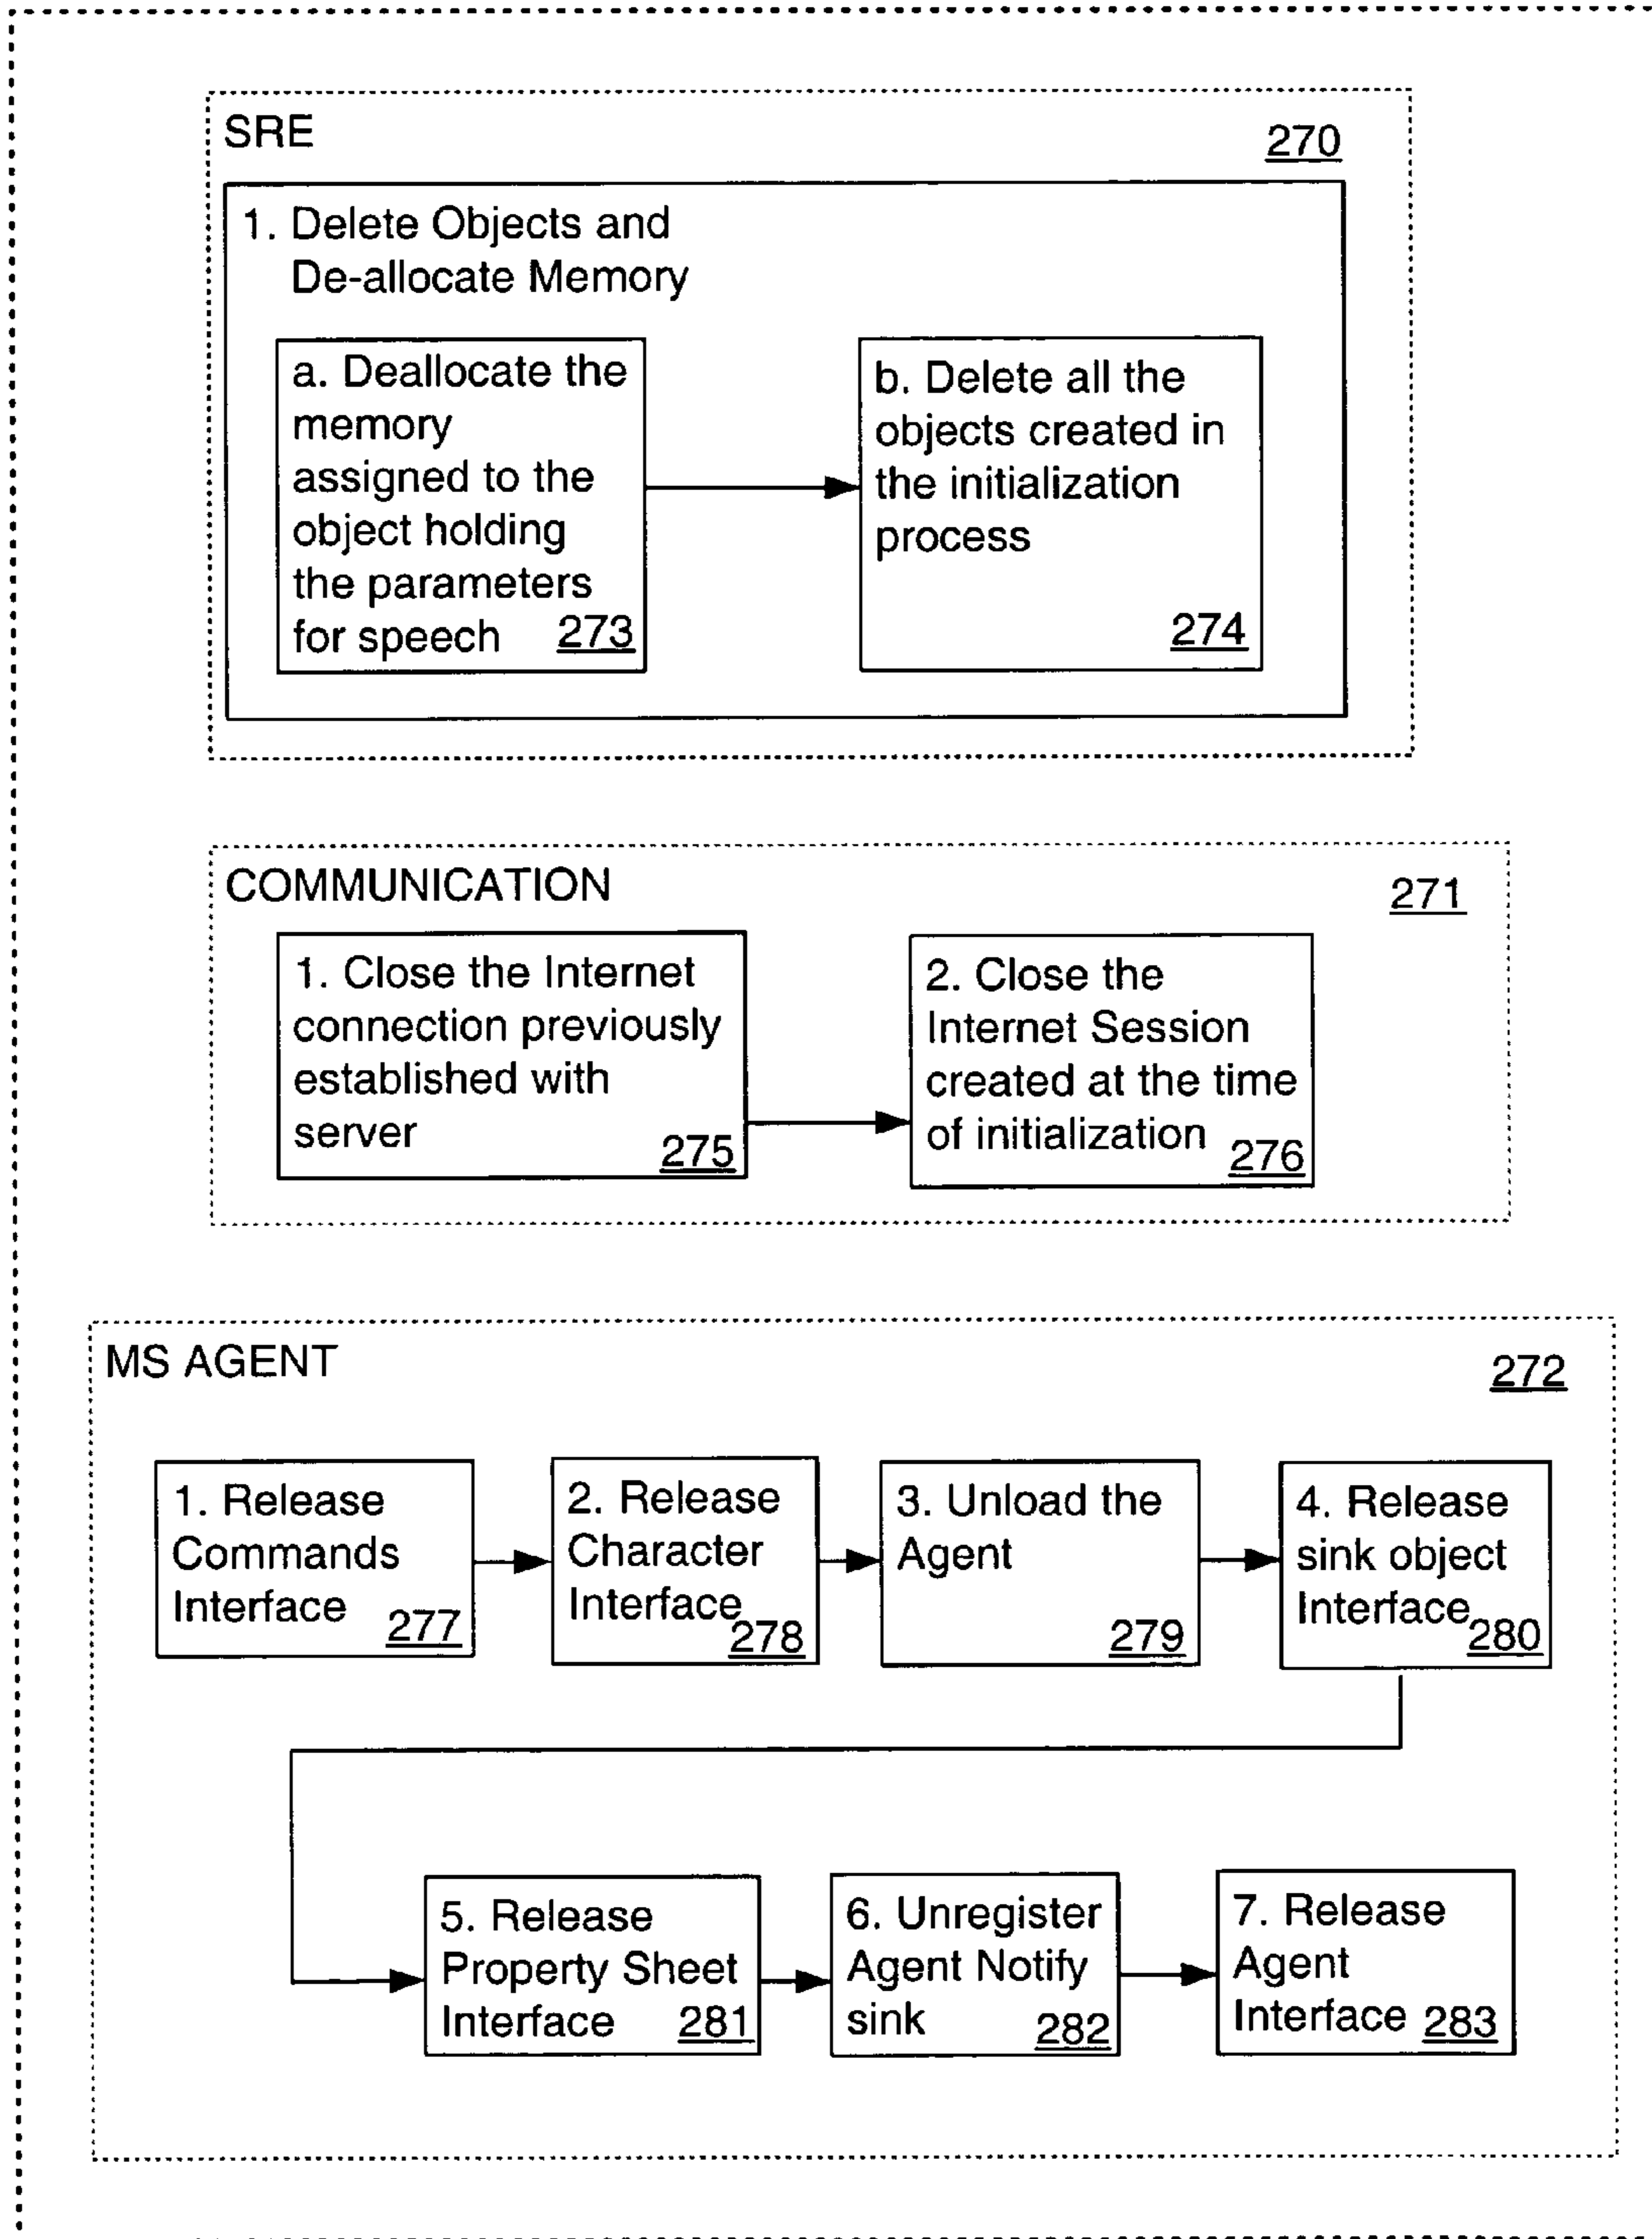 SRE
270
1. Delete Objects and
De-allocate Memory
a. Deallocate the
memory
assigned to the
object holding
the parameters
for speech 273
b. Delete all the
objects created in
the initialization
process
274
COMMUNICATION
271
1. Close the Internet
connection previously
established with
server 275
2. Close the
Internet Session
created at the time
of initialization 276
MS AGENT
272
1. Release
Commands
Interface 277
2. Release
Character
Interface 278
3. Unload the
Agent
279
4. Release
sink object
Interface 280
5. Release
Property Sheet
Interface 281
6. Unregister
Agent Notify
sink 282
7. Release
Agent
Interface 283